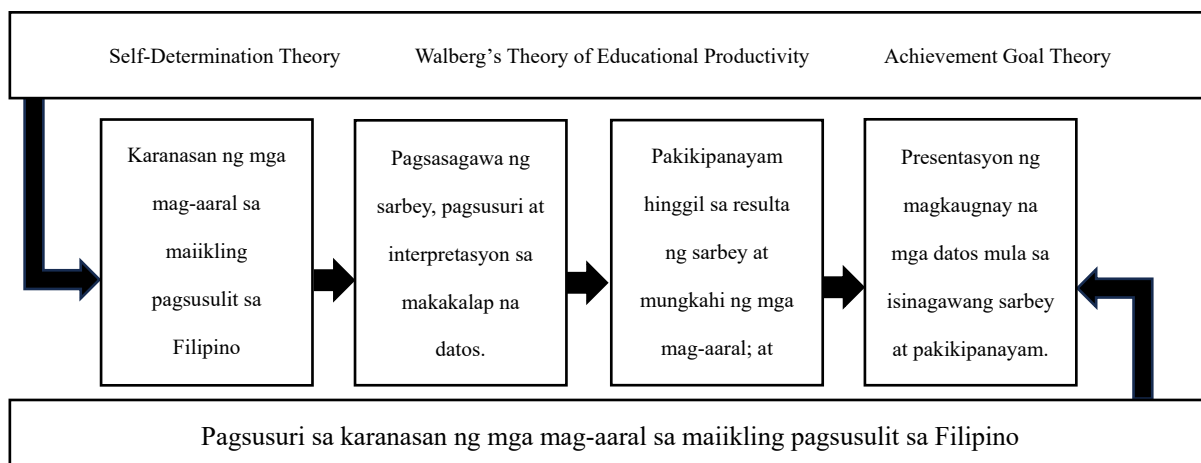 Self-Determination Theory Walberg’s Theory of Educational Productivity Achievement Goal Theory
Karanasan ng mga
mag-aaral sa
maiikling
pagsusulit sa
Filipino
Pagsasagawa ng
sarbey, pagsusuri at
interpretasyon sa
makakalap na
datos.
Pakikipanayam
hinggil sa resulta
ng sarbey at
mungkahi ng mga
mag-aaral; at
Presentasyon ng
magkaugnay na
mga datos mula sa
isinagawang sarbey
at pakikipanayam.
Pagsusuri sa karanasan ng mga mag-aaral sa maiikling pagsusulit sa Filipino